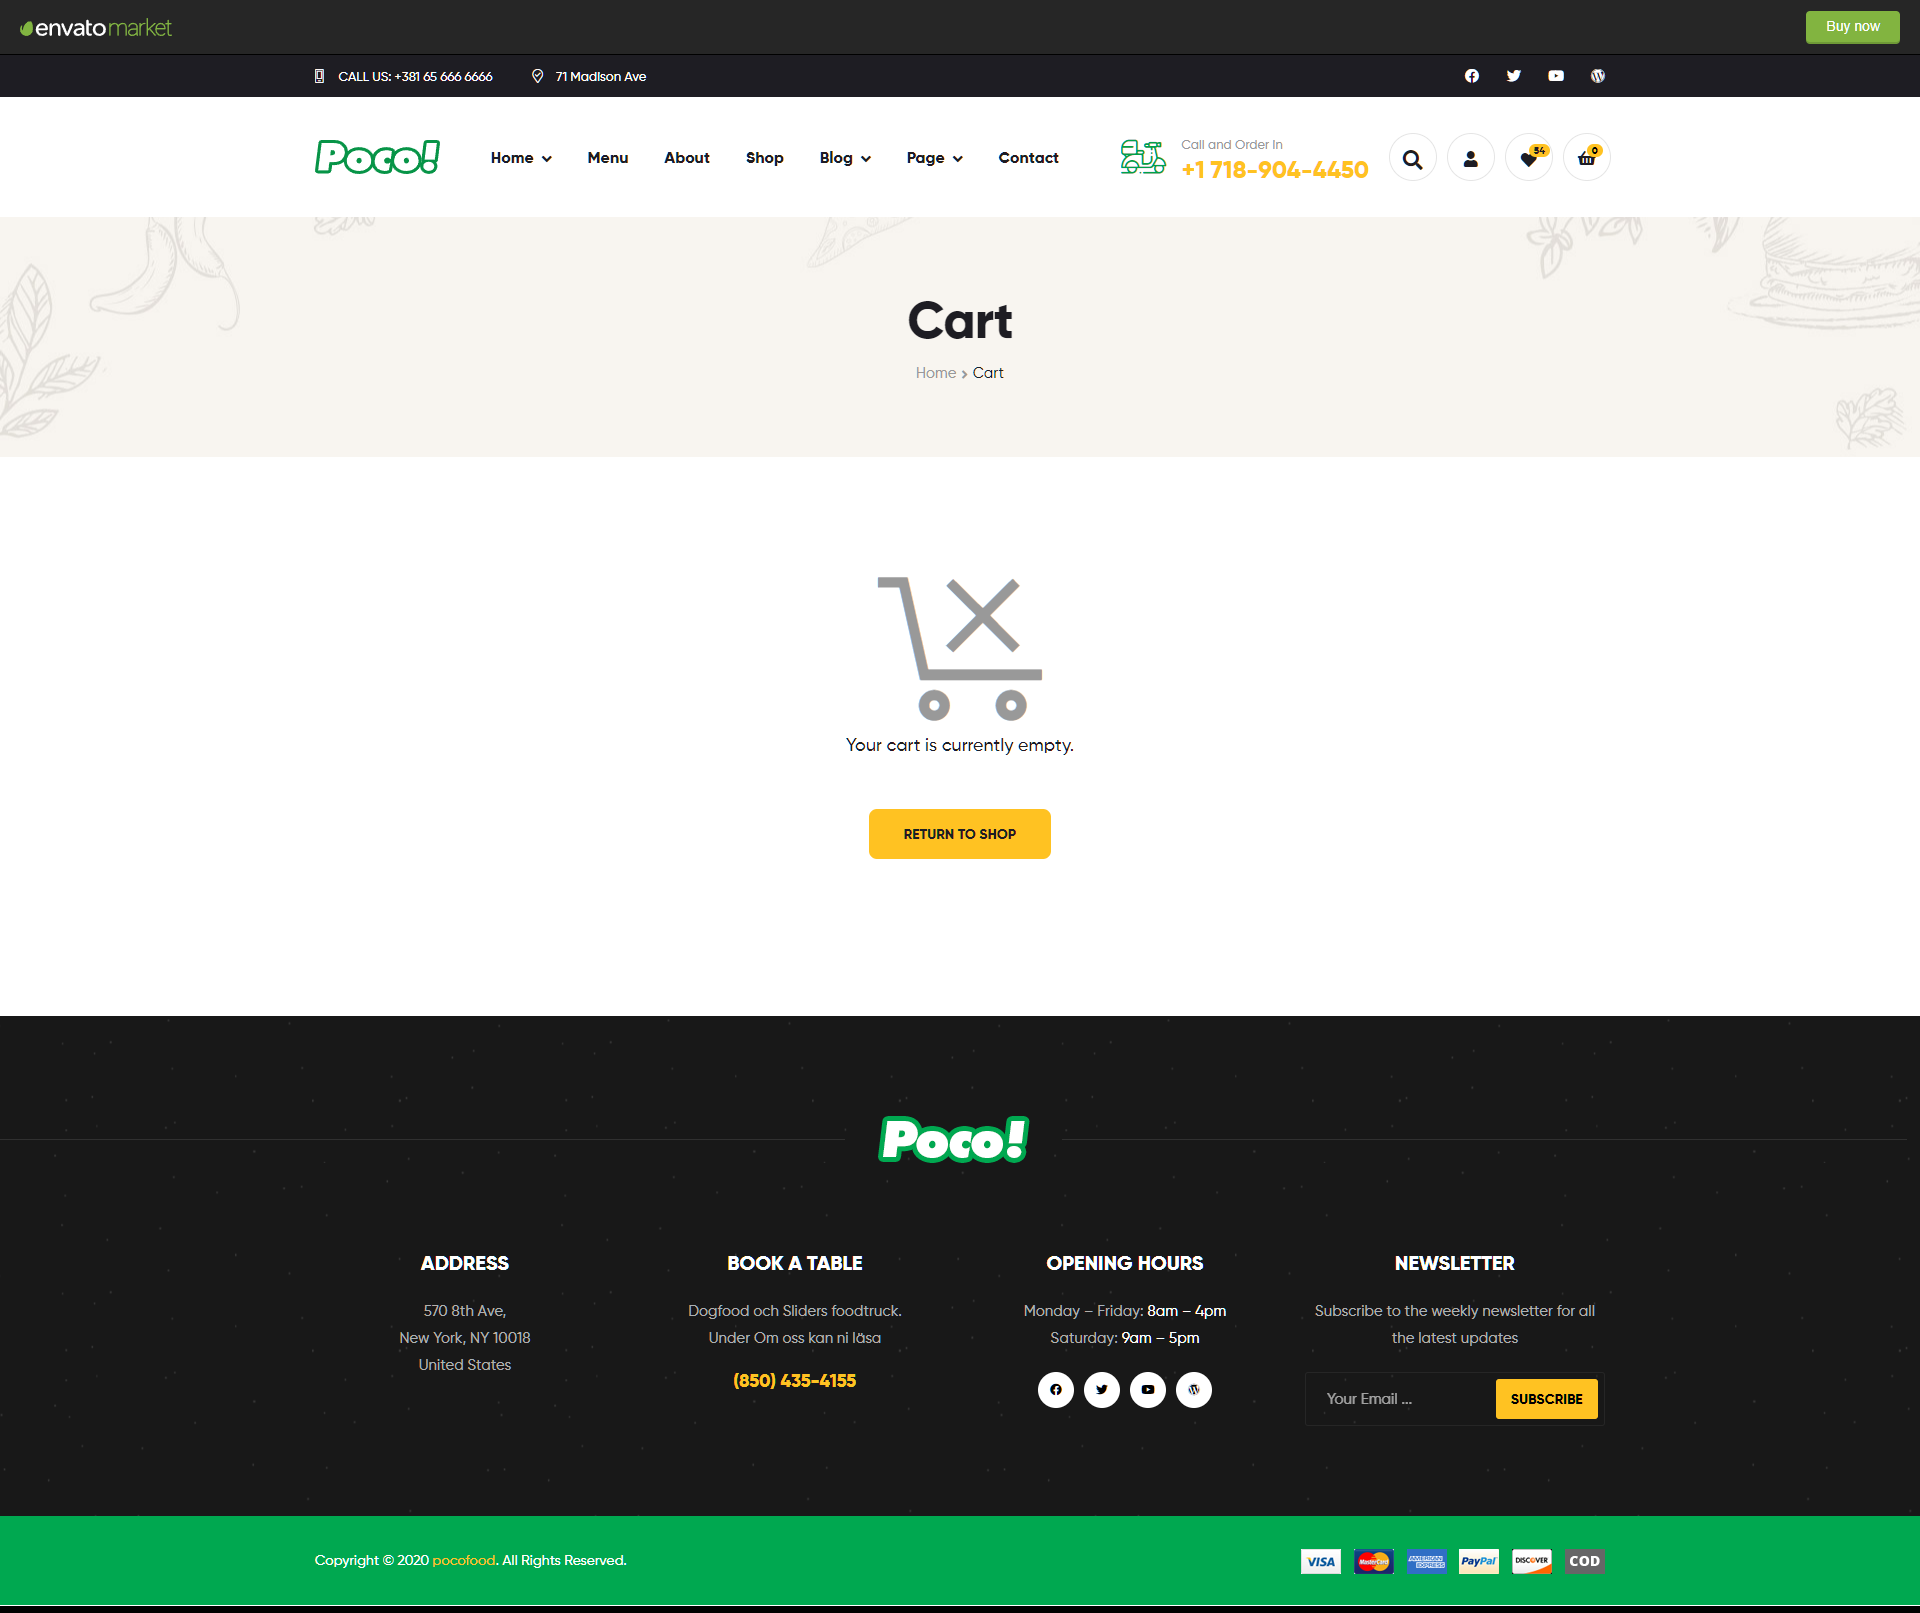 envato market
Buy now
CALL US: +381 65 666 6666
71 Madison Ave
Poco!
Home
Menu
About
Shop
Blog
Page
Contact
Call and Order In
+1 718-904-4450
54
0
Cart
Home
Cart
Your cart is currently empty.
RETURN TO SHOP
Poco!
ADDRESS
570 8th Ave,
New York, NY 10018
United States
BOOK A TABLE
Dogfood och Sliders foodtruck.
Under Om oss kan ni läsa
(850) 435-4155
OPENING HOURS
Monday – Friday: 8am – 4pm
Saturday: 9am – 5pm
NEWSLETTER
Subscribe to the weekly newsletter for all
the latest updates
Your Email ...
SUBSCRIBE
Copyright © 2020 pocofood. All Rights Reserved.
VISA
MasterCard
AMERICAN EXPRESS
PayPal
DISCOVER
COD